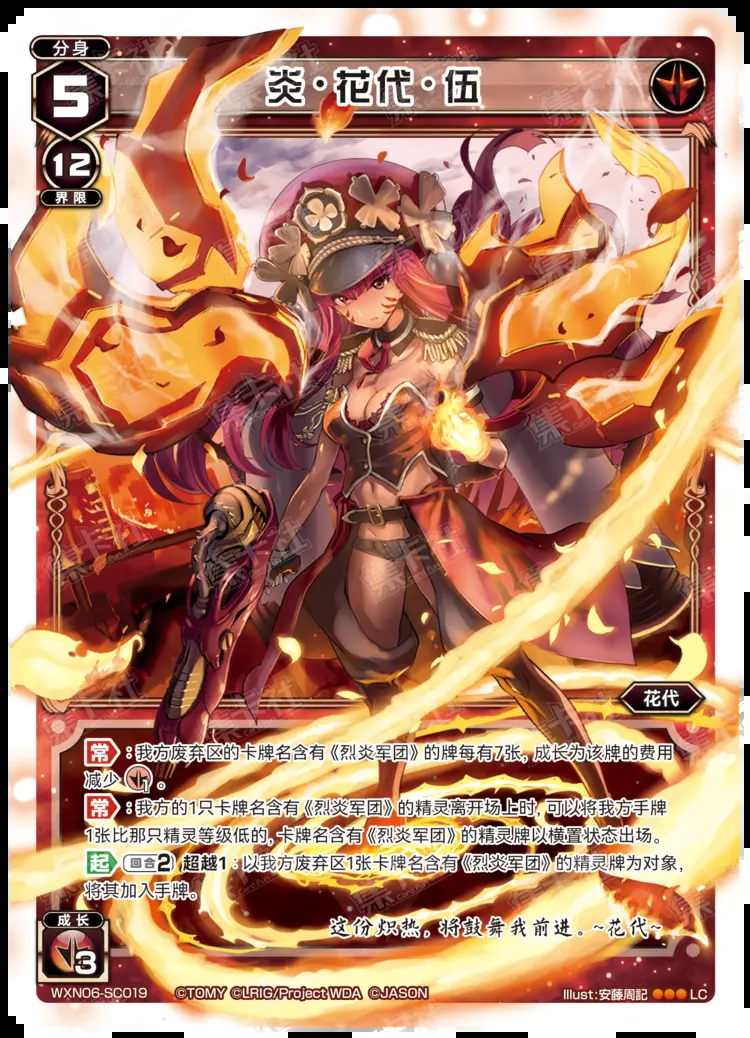 分身
5
炎·花代·伍
12
界限
花代
常:我方废弃区的卡牌名含有《烈炎军团》的牌每有7张,成长为该牌的费用
减少1。
常:我方的1只卡牌名含有《烈炎军团》的精灵离开场上时,可以将我方手牌
1张比那只精灵等级低的,卡牌名含有《烈炎军团》的精灵牌以横置状态出场。
起 回合2 超越1:以我方废弃区1张卡牌名含有《烈炎军团》的精灵牌为对象,
将其加入手牌。
这份炽热,将鼓舞我前进。~花代~
成长
3
WXN06-SC019 ©TOMY ©LRIG/Project WDA ©JASON Illust:安藤周記 LC
集卡社